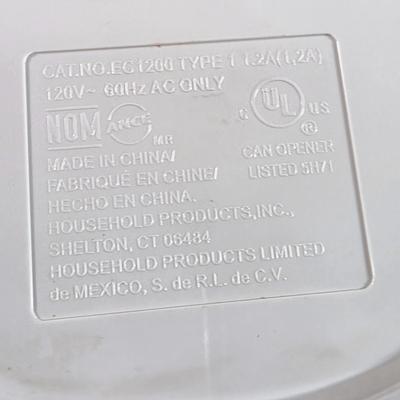 CAT.NO.EC1200 TYPE 1 1.2A(1,2A)
120V~ 60Hz AC ONLY
NOM ANCE MR
C UL US ®
MADE IN CHINA/
FABRIQUÉ EN CHINE/
HECHO EN CHINA.
CAN OPENER
LISTED 5H71
HOUSEHOLD PRODUCTS,INC.,
SHELTON, CT 06484
HOUSEHOLD PRODUCTS LIMITED
de MEXICO, S. de R.L. de C.V.